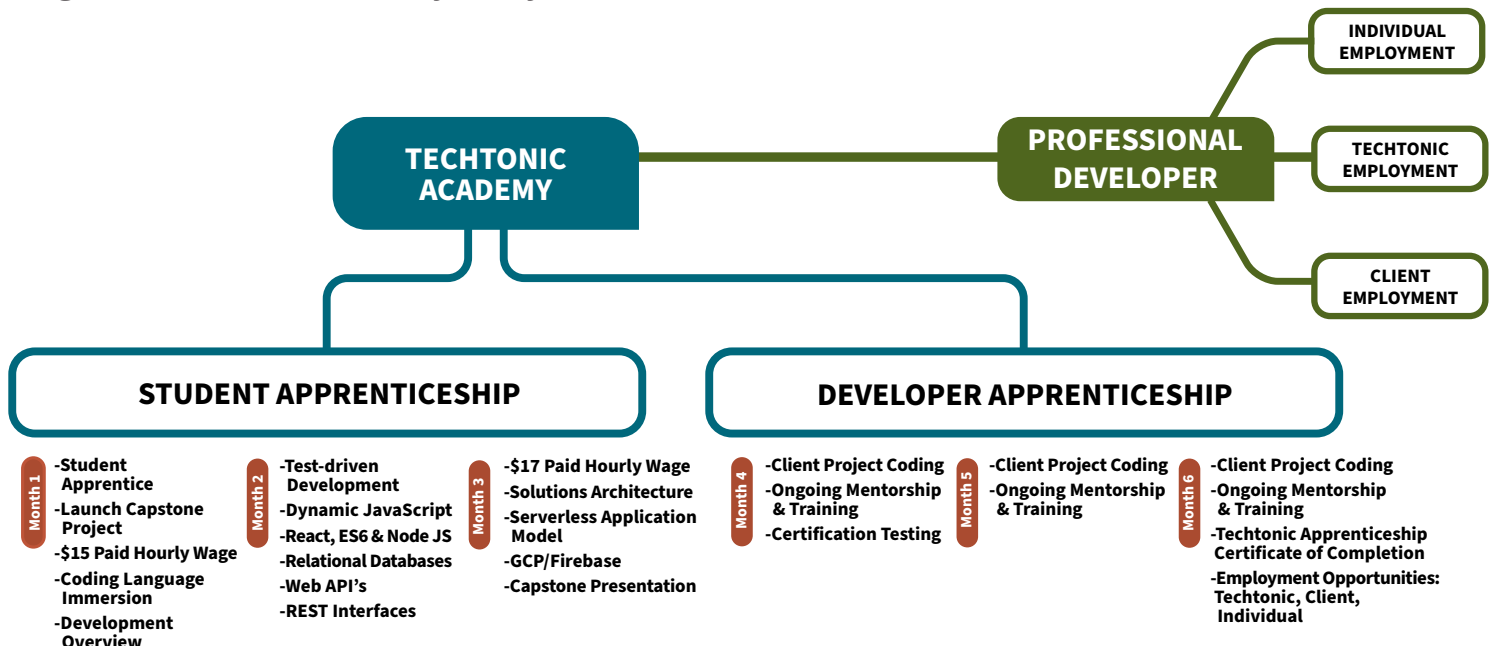 INDIVIDUAL
EMPLOYMENT
TECHTONIC
ACADEMY
PROFESSIONAL
DEVELOPER
TECHTONIC
EMPLOYMENT
CLIENT
EMPLOYMENT
STUDENT APPRENTICESHIP
DEVELOPER APPRENTICESHIP
Month 1
-Student
Apprentice
-Launch Capstone
Project
-$15 Paid Hourly Wage
-Coding Language
Immersion
-Development
Overview
Month 2
-Test-driven
Development
-Dynamic JavaScript
-React, ES6 & Node JS
-Relational Databases
-Web API’s
-REST Interfaces
Month 3
-$17 Paid Hourly Wage
-Solutions Architecture
-Serverless Application
Model
-GCP/Firebase
-Capstone Presentation
Month 4
-Client Project Coding
-Ongoing Mentorship
& Training
-Certification Testing
Month 5
-Client Project Coding
-Ongoing Mentorship
& Training
Month 6
-Client Project Coding
-Ongoing Mentorship
& Training
-Techtonic Apprenticeship
Certificate of Completion
-Employment Opportunities:
Techtonic, Client,
Individual